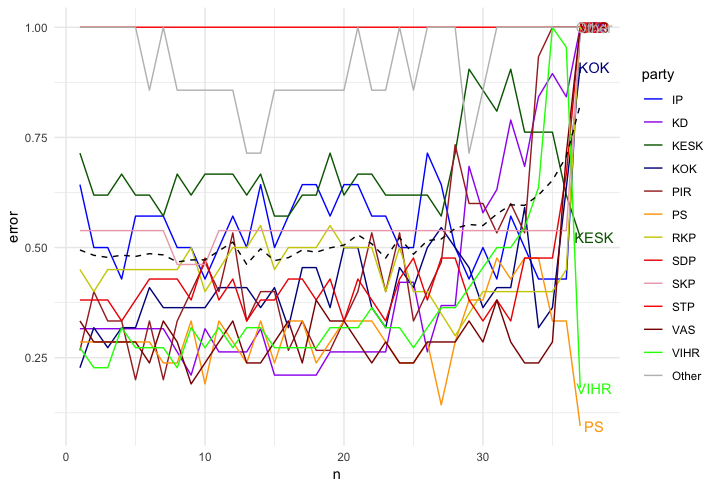 1.00
0.75
0.50
0.25
0
10
20
30
n
error
KOK
KESK
VIHR
PS
party
IP
KD
KESK
KOK
PIR
PS
RKP
SDP
SKP
STP
VAS
VIHR
Other